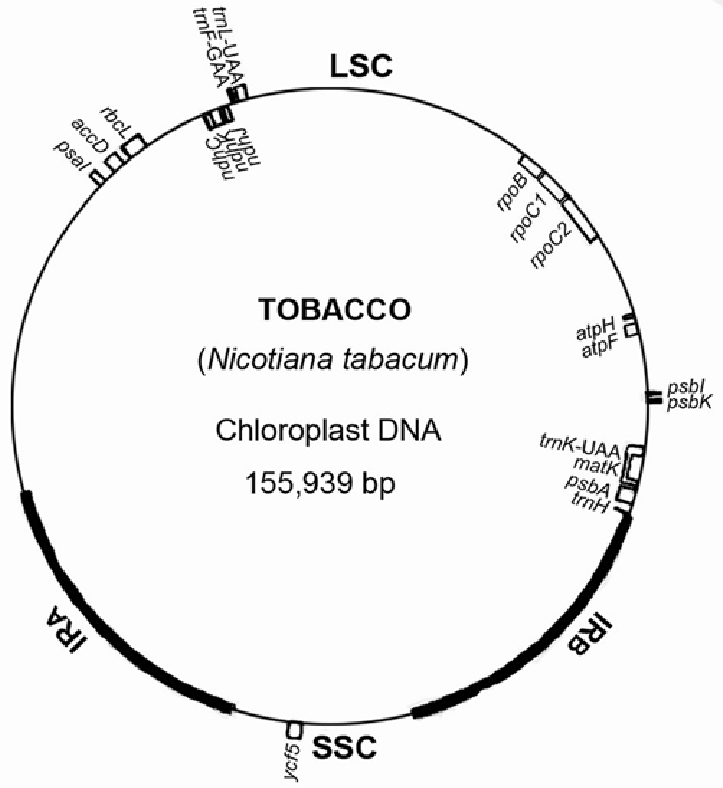 LSC
trnL-UAA
trnF-GAA
ndhJ
ndhK
ndhC
rbcL
accD
psaI
rpoB
rpoC1
rpoC2
TOBACCO
(Nicotiana tabacum)
Chloroplast DNA
155,939 bp
atpH
atpF
psbI
psbK
trnK-UAA
matK
psbA
trnH
IRA
IRB
ycf5
SSC